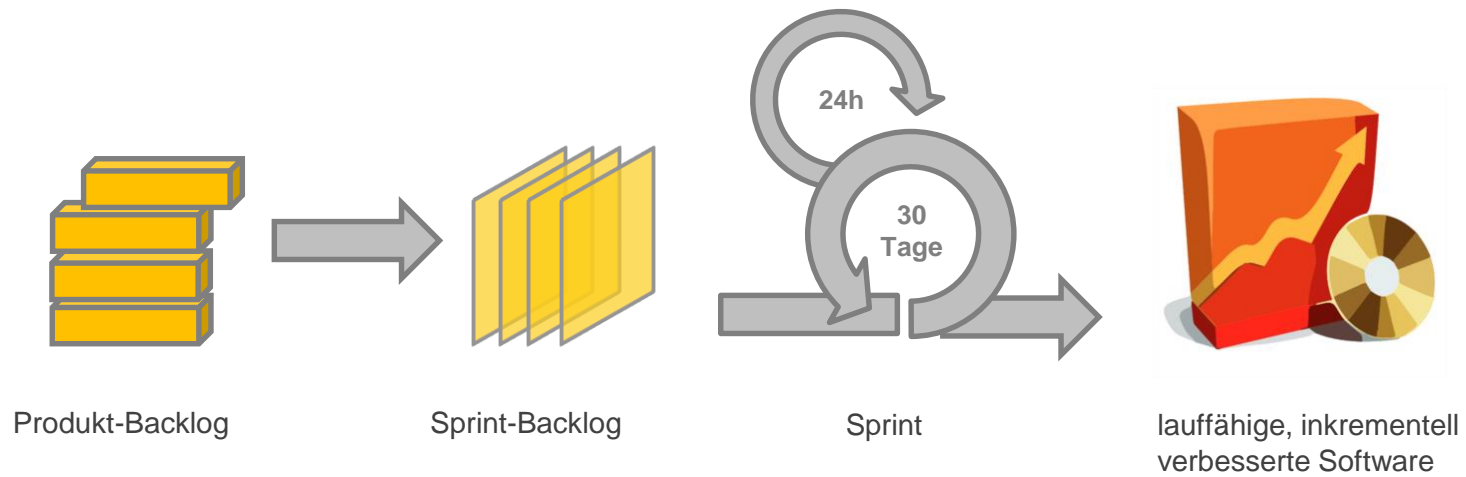 24h
30
Tage
Produkt-Backlog
Sprint-Backlog
Sprint
lauffähige, inkrementell
verbesserte Software